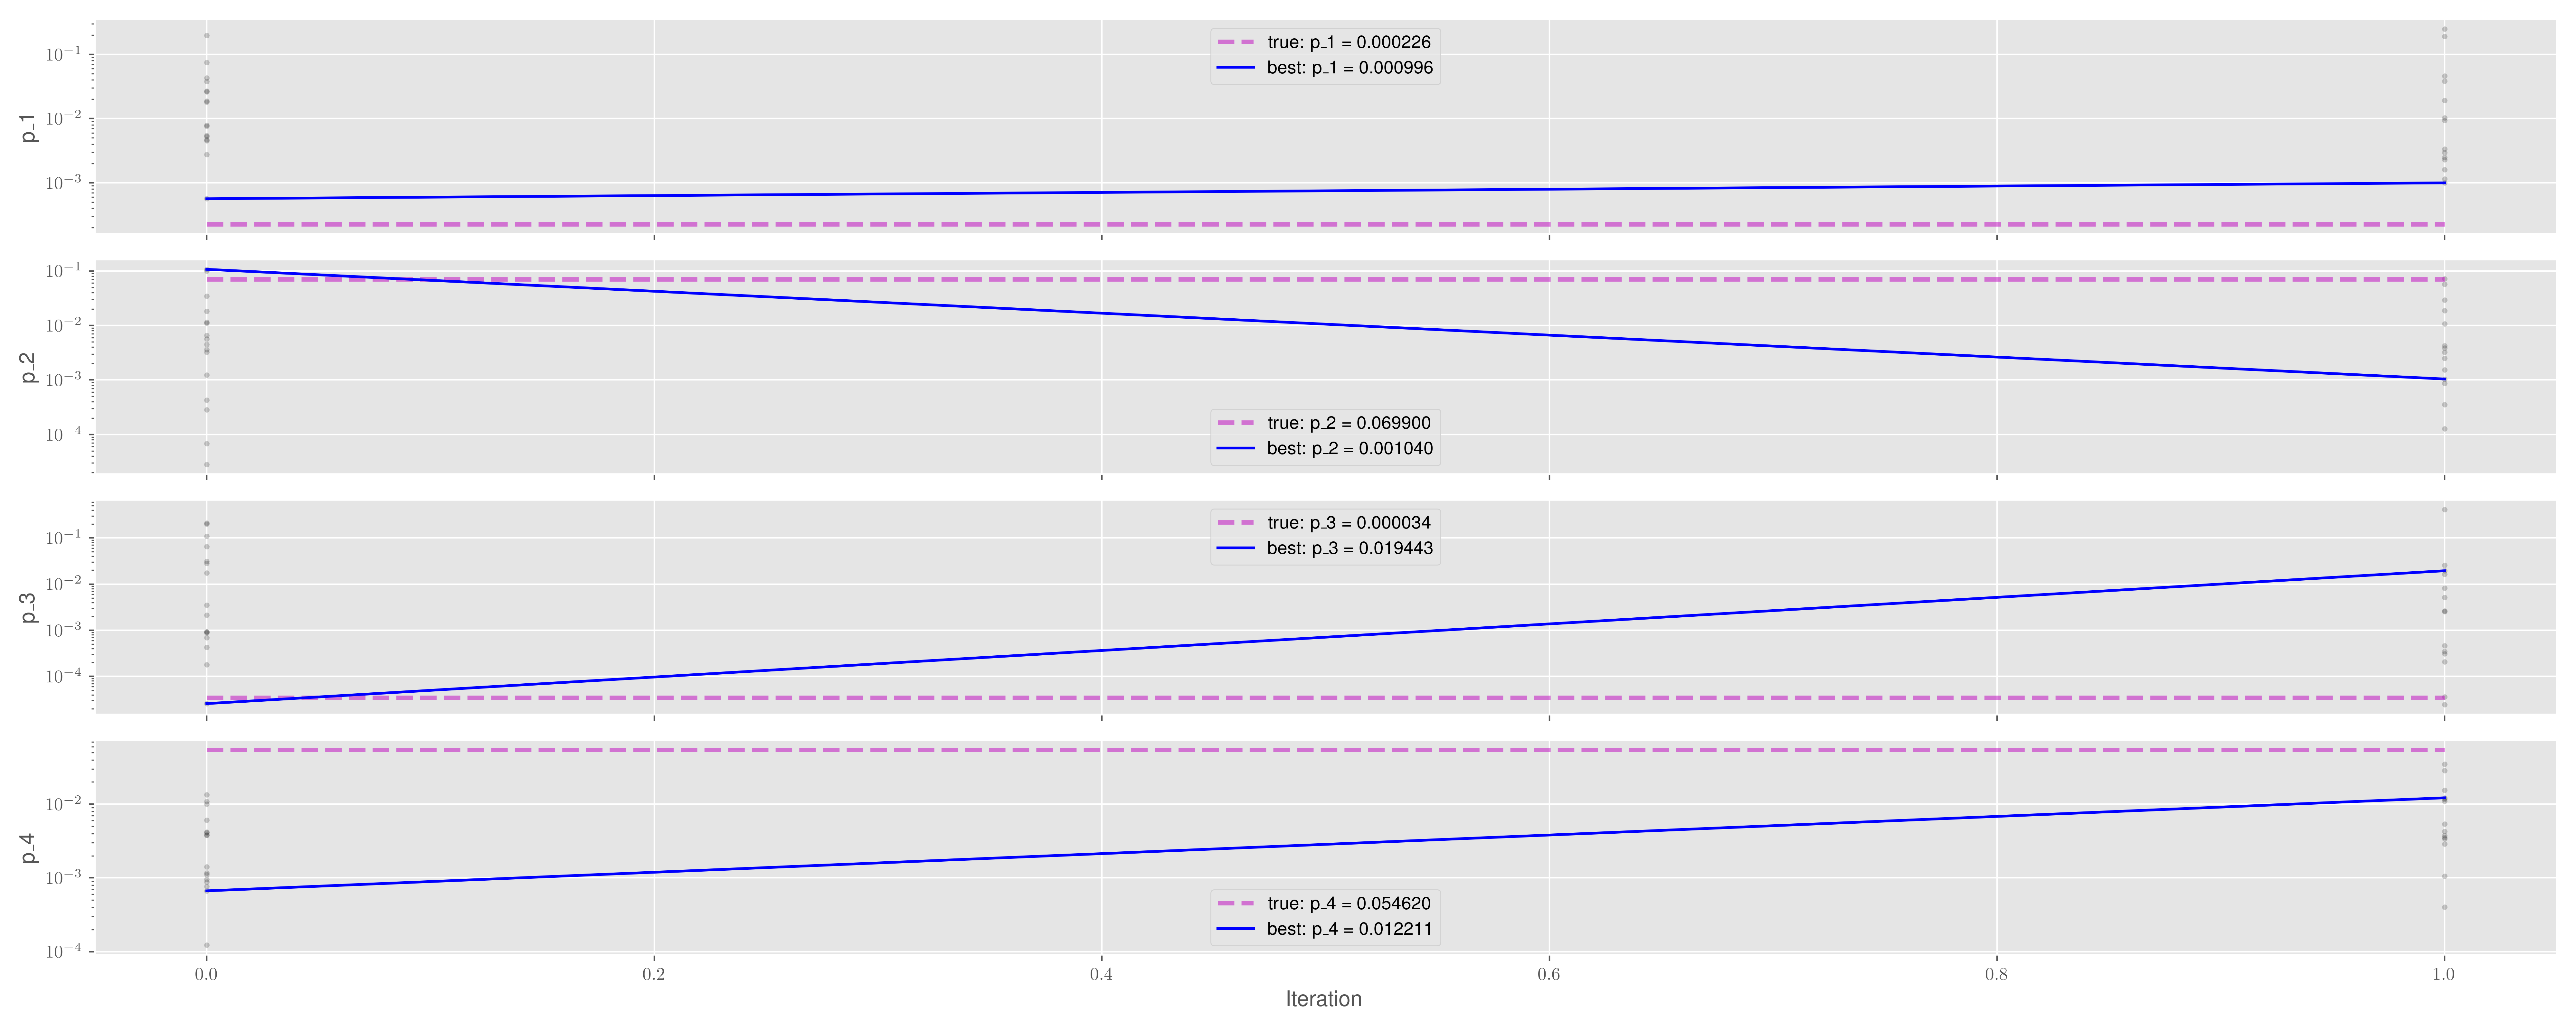 10⁻¹
10⁻²
10⁻³
p_1
true: p_1 = 0.000226
best: p_1 = 0.000996
10⁻¹
10⁻²
10⁻³
10⁻⁴
p_2
true: p_2 = 0.069900
best: p_2 = 0.001040
10⁻¹
10⁻²
10⁻³
10⁻⁴
p_3
true: p_3 = 0.000034
best: p_3 = 0.019443
10⁻²
10⁻³
10⁻⁴
p_4
true: p_4 = 0.054620
best: p_4 = 0.012211
0.0 0.2 0.4 0.6 0.8 1.0
Iteration